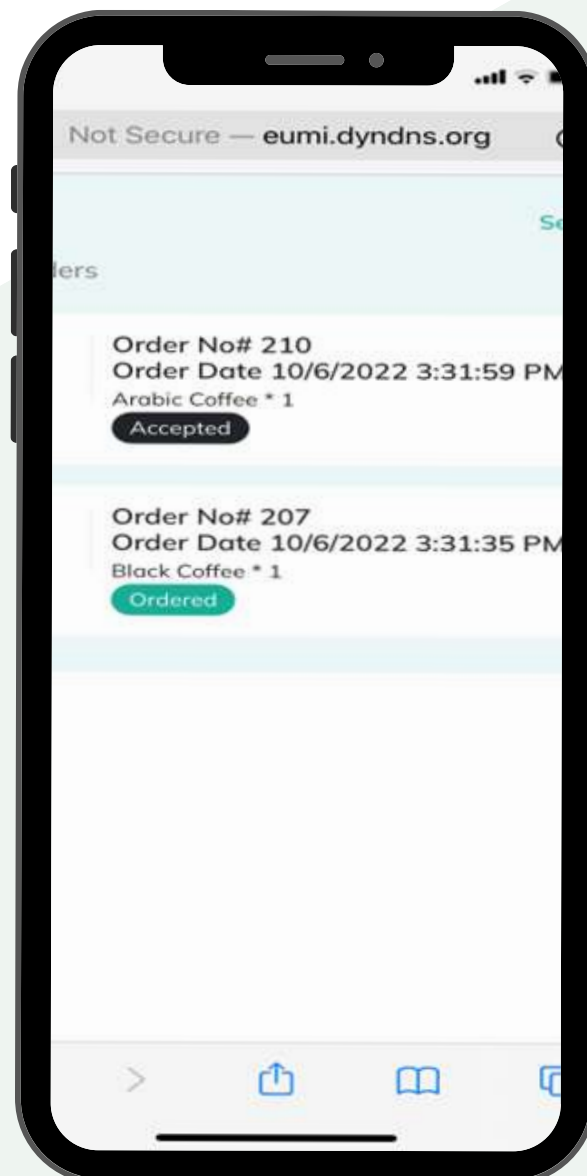 Not Secure — eumi.dyndns.org
Order No# 210
Order Date 10/6/2022 3:31:59 PM
Arabic Coffee * 1
Accepted
Order No# 207
Order Date 10/6/2022 3:31:35 PM
Black Coffee * 1
Ordered